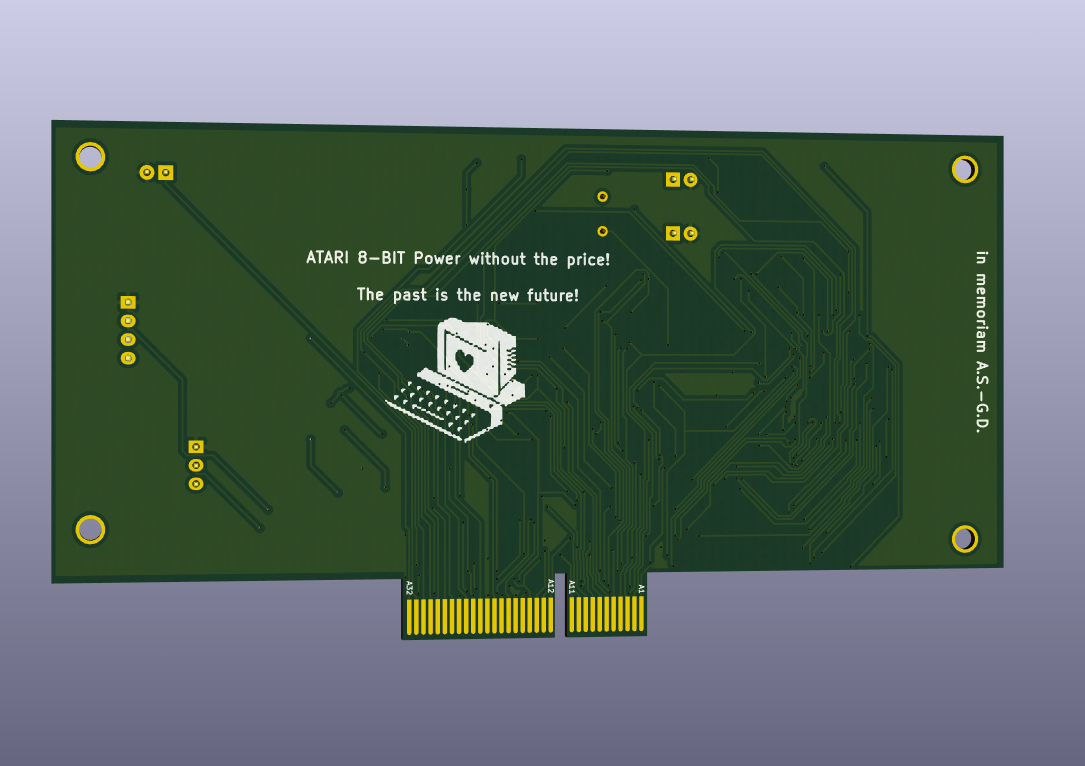 ATARI 8-BIT Power without the price!
The past is the new future!
in memoriam A.S.-G.D.
A32
A12
A11
A1